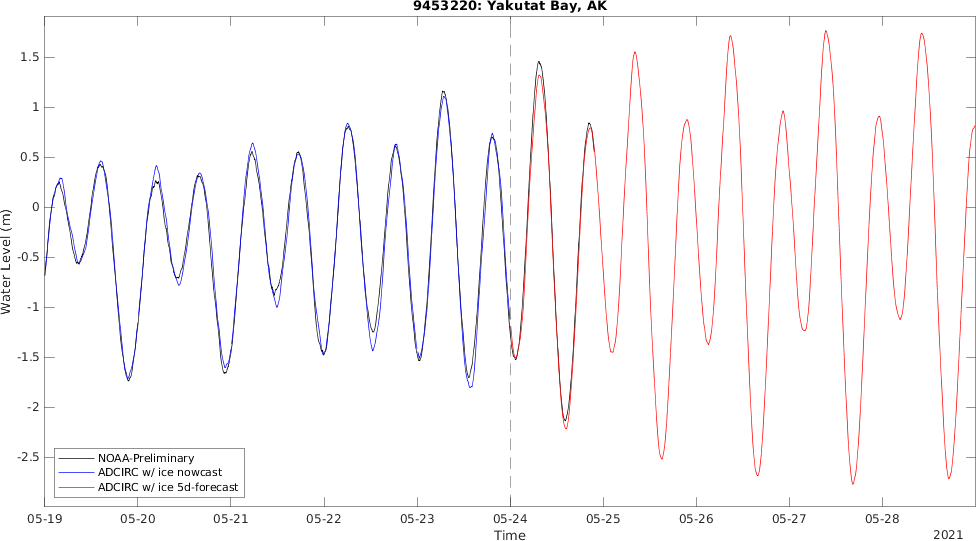 9453220: Yakutat Bay, AK
Water Level (m)
1.5
1
0.5
0
-0.5
-1
-1.5
-2
-2.5
NOAA-Preliminary
ADCIRC w/ ice nowcast
ADCIRC w/ ice 5d-forecast
05-19 05-20 05-21 05-22 05-23 05-24 05-25 05-26 05-27 05-28
Time
2021